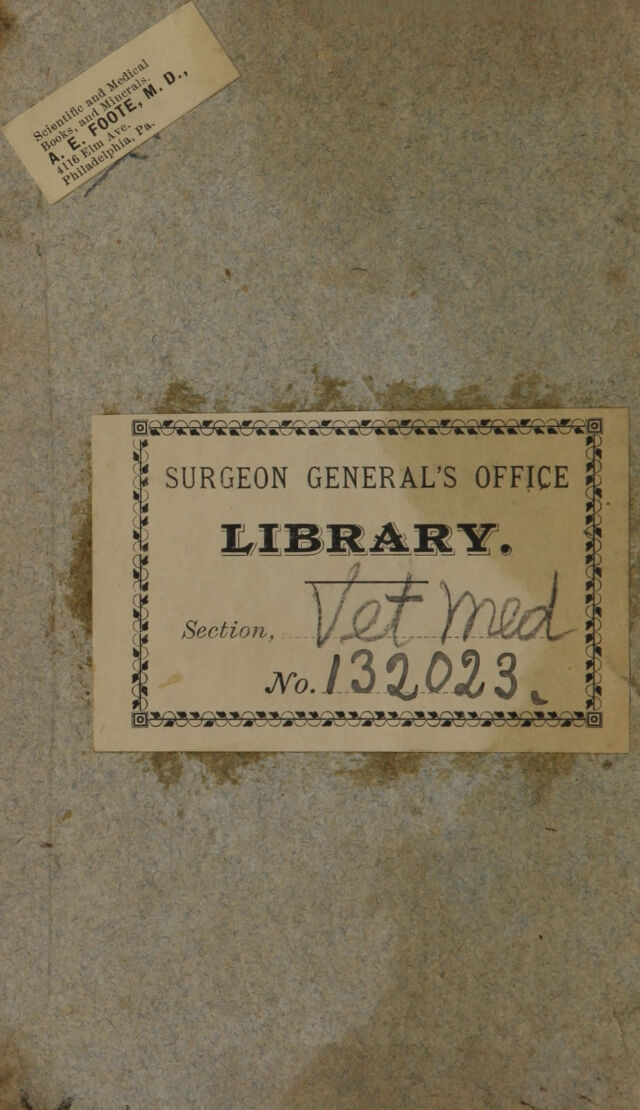 Scientific and Medical
Books, and Minerals.
A. E. FOOTE, M. D.,
4116 Elm Ave.
Philadelphia, Pa.
SURGEON GENERAL'S OFFICE
LIBRARY.
Section, Vet Med
No. 132023.